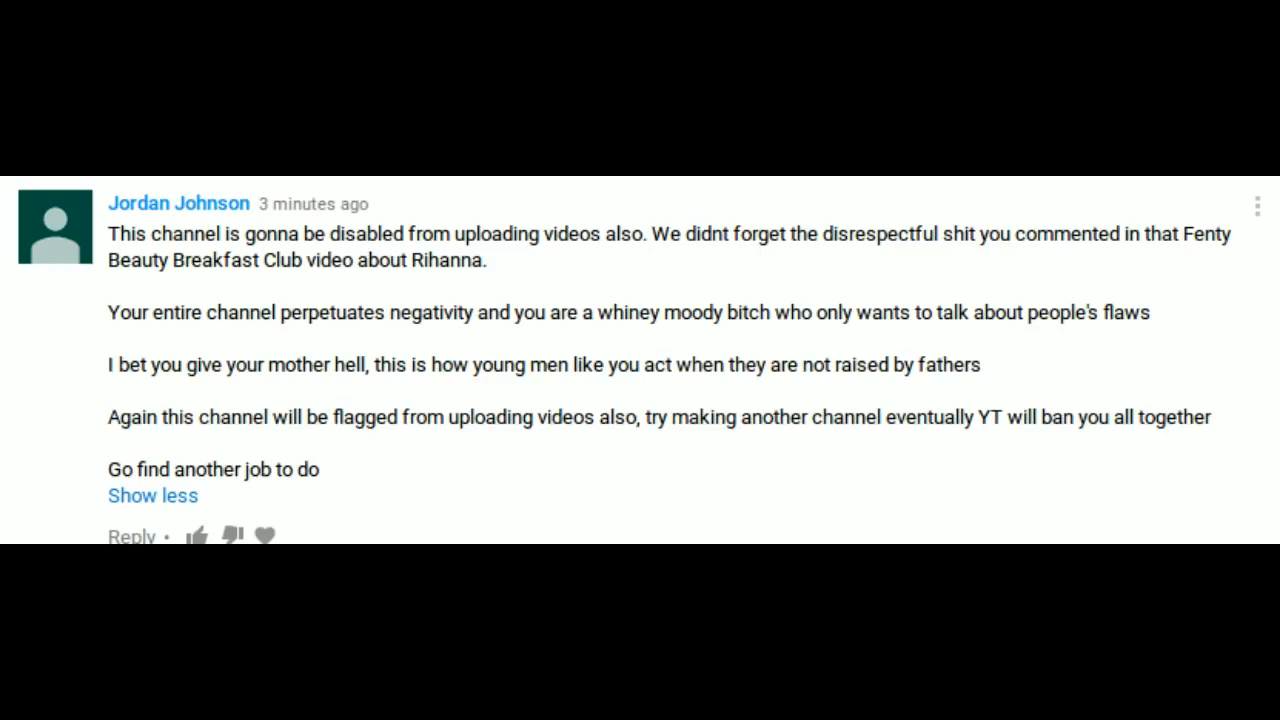 Jordan Johnson 3 minutes ago
This channel is gonna be disabled from uploading videos also. We didnt forget the disrespectful shit you commented in that Fenty
Beauty Breakfast Club video about Rihanna.
Your entire channel perpetuates negativity and you are a whiney moody bitch who only wants to talk about people's flaws
I bet you give your mother hell, this is how young men like you act when they are not raised by fathers
Again this channel will be flagged from uploading videos also, try making another channel eventually YT will ban you all together
Go find another job to do
Show less
Reply •